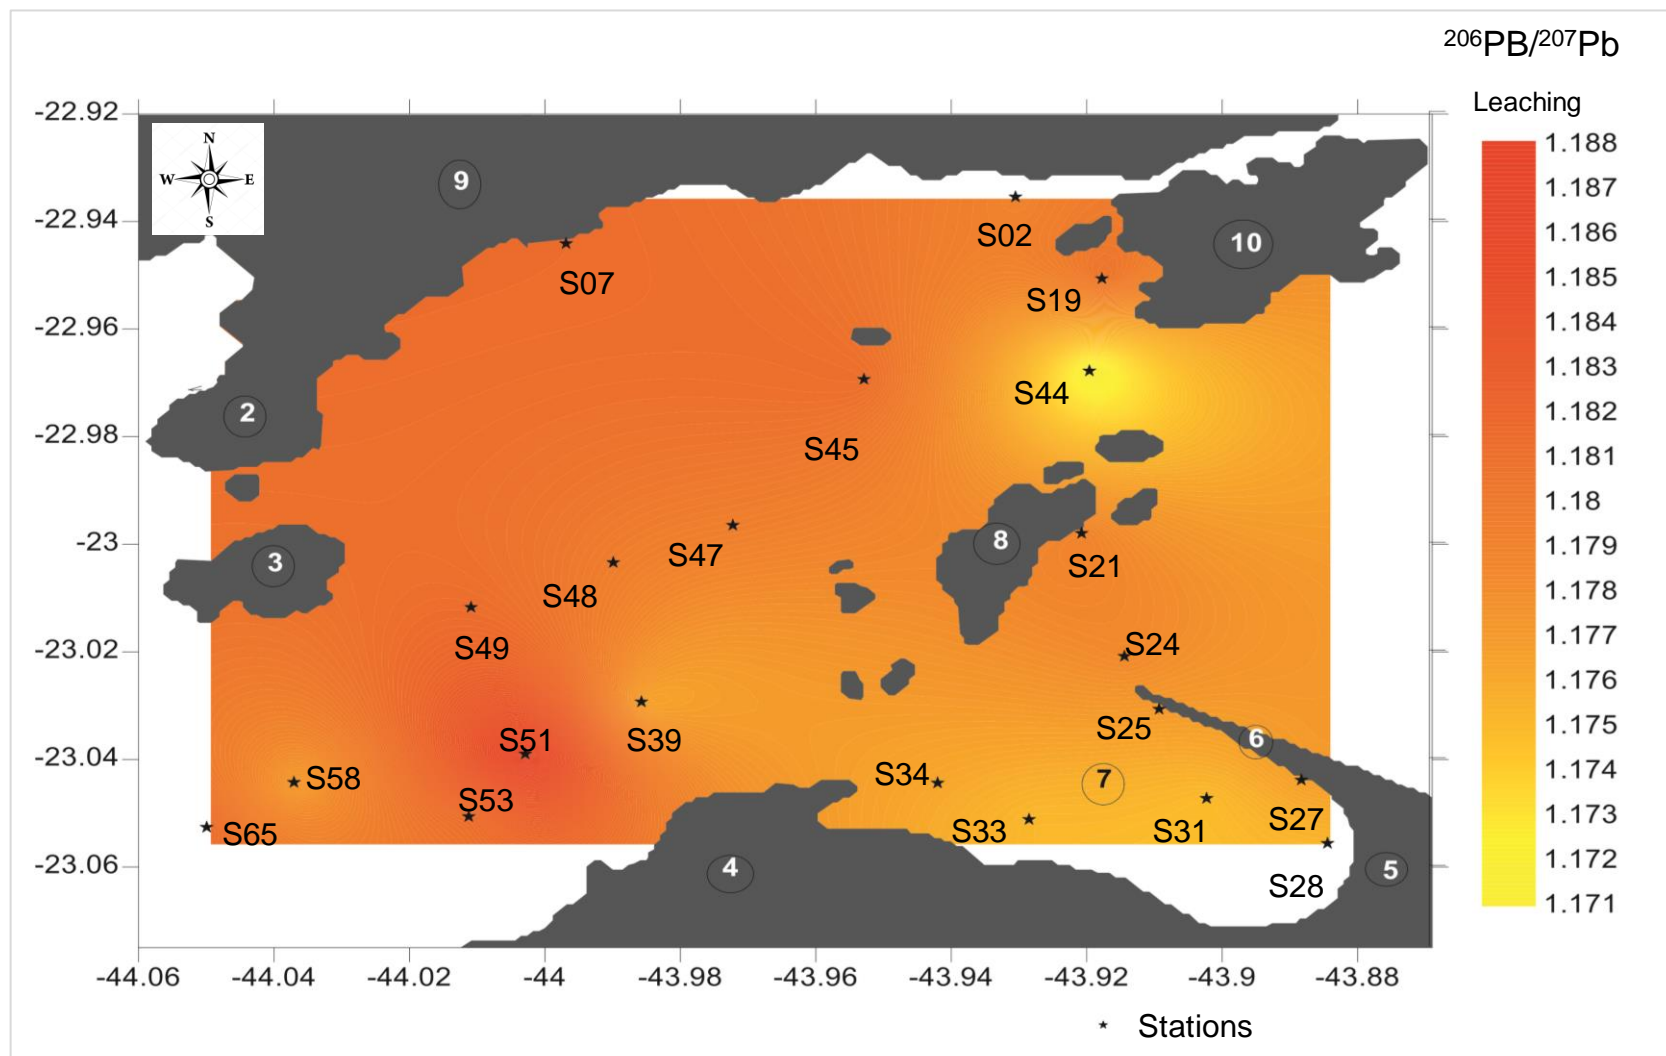 ²⁰⁶PB/²⁰⁷Pb
Leaching
1.188
1.187
1.186
1.185
1.184
1.183
1.182
1.181
1.18
1.179
1.178
1.177
1.176
1.175
1.174
1.173
1.172
1.171
-22.92
-22.94
-22.96
-22.98
-23
-23.02
-23.04
-23.06
N
W E
S
9
10
S02
S07
S19
S44
2
S45
8
3
S47
S21
S48
S49
S24
S25
6
S51
S39
S34
7
S58
S53
S65
S33
S31
S27
4
5
S28
-44.06 -44.04 -44.02 -44 -43.98 -43.96 -43.94 -43.92 -43.9 -43.88
Stations